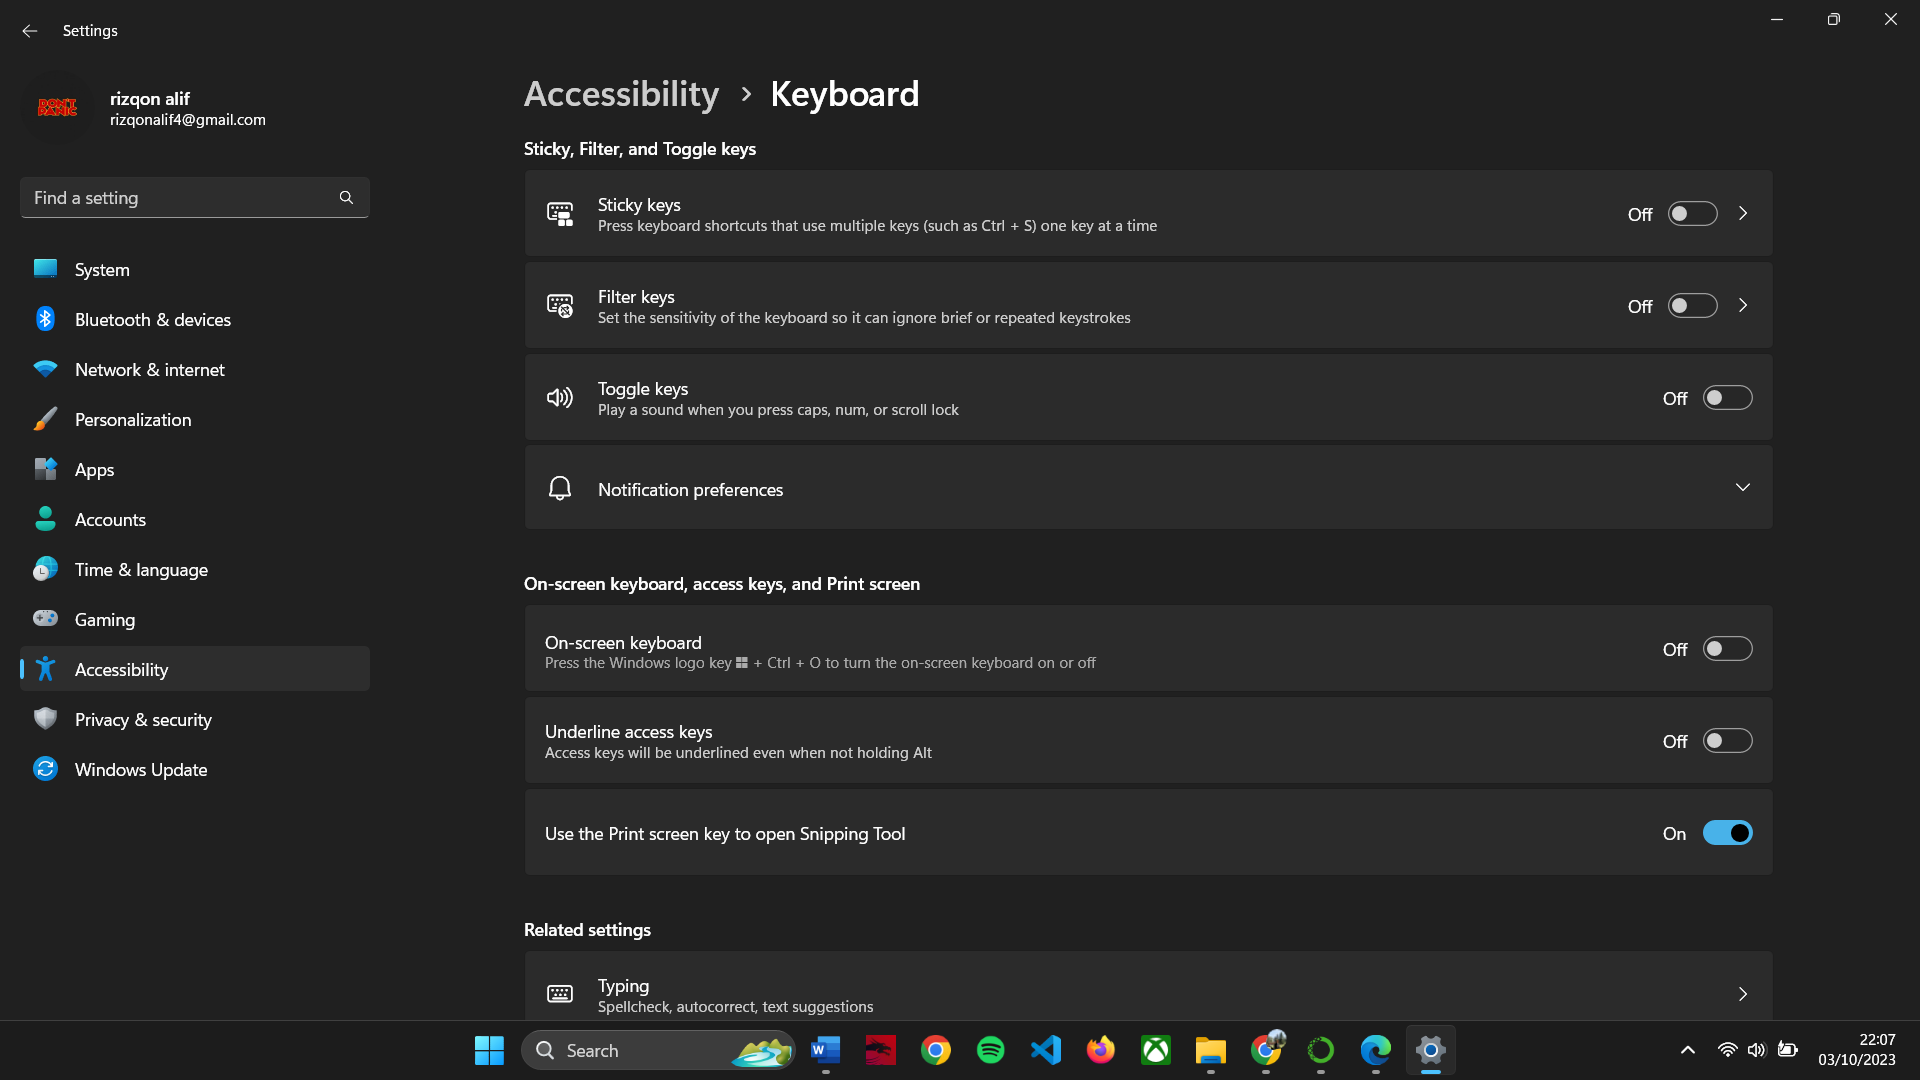 Settings
DON'T
PANIC
rizqon alif
rizqonalif4@gmail.com
Find a setting
System
Bluetooth & devices
Network & internet
Personalization
Apps
Accounts
Time & language
Gaming
Accessibility
Privacy & security
Windows Update
Accessibility > Keyboard
Sticky, Filter, and Toggle keys
Sticky keys
Press keyboard shortcuts that use multiple keys (such as Ctrl + S) one key at a time
Off
Filter keys
Set the sensitivity of the keyboard so it can ignore brief or repeated keystrokes
Off
Toggle keys
Play a sound when you press caps, num, or scroll lock
Off
Notification preferences
On-screen keyboard, access keys, and Print screen
On-screen keyboard
Press the Windows logo key + Ctrl + O to turn the on-screen keyboard on or off
Off
Underline access keys
Access keys will be underlined even when not holding Alt
Off
Use the Print screen key to open Snipping Tool
On
Related settings
Typing
Spellcheck, autocorrect, text suggestions
Search
W
22:07
03/10/2023